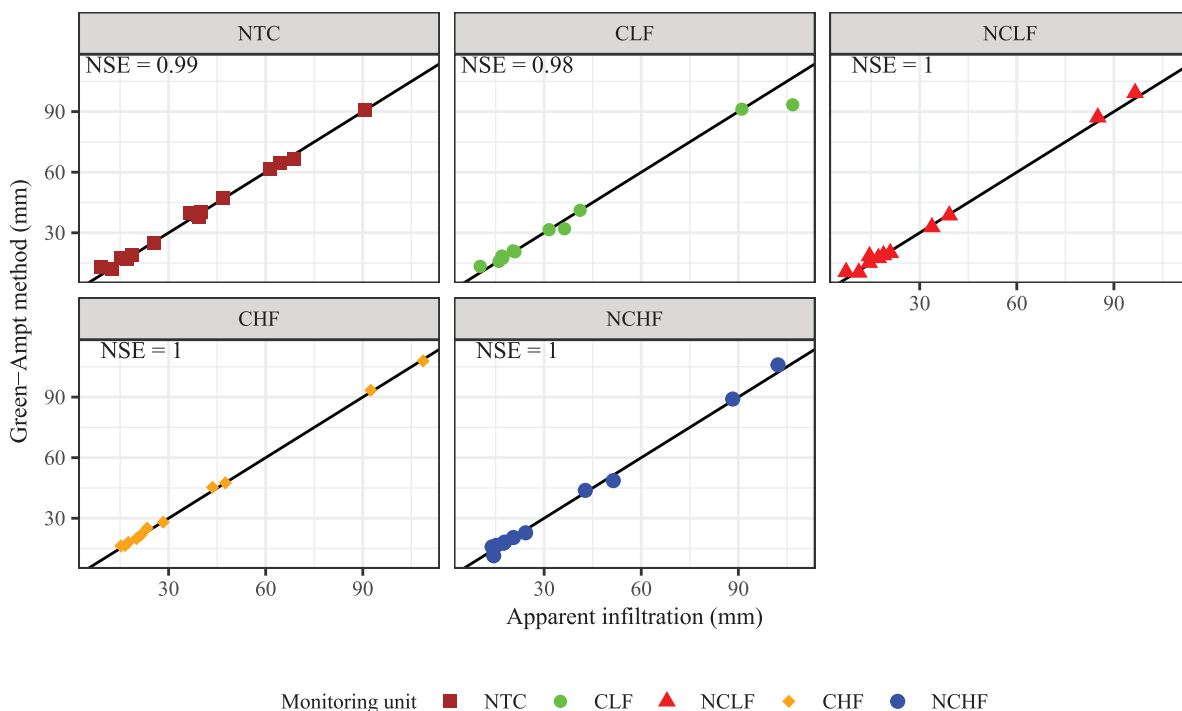 NTC CLF NCLF
NSE = 0.99 NSE = 0.98 NSE = 1
90
60
30
30 60 90
CHF NCHF
NSE = 1 NSE = 1
90
60
30
30 60 90 30 60 90
Green−Ampt method (mm)
Apparent infiltration (mm)
Monitoring unit NTC CLF NCLF CHF NCHF